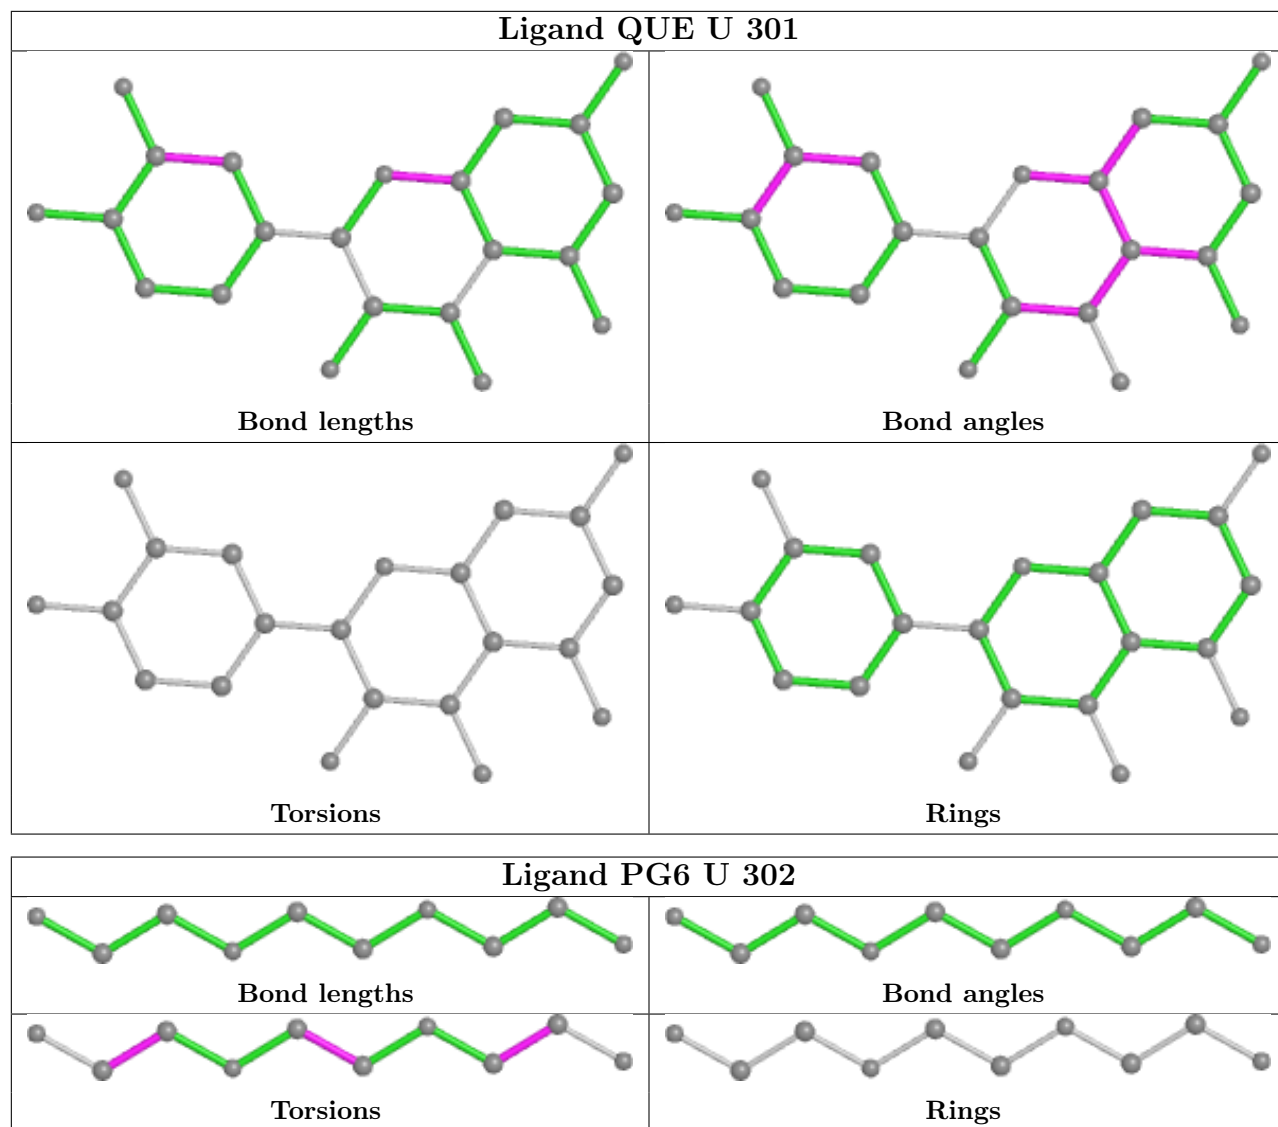 Ligand QUE U 301
Bond lengths
Bond angles
Torsions
Rings
Ligand PG6 U 302
Bond lengths
Bond angles
Torsions
Rings